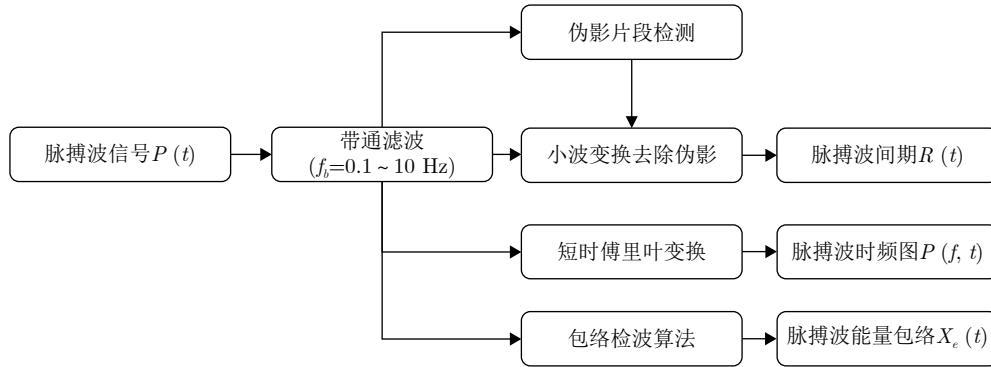 伪影片段检测
脉搏波信号P (t)
带通滤波
(f_b=0.1 ~ 10 Hz)
小波变换去除伪影
脉搏波间期R (t)
短时傅里叶变换
脉搏波时频图P (f, t)
包络检波算法
脉搏波能量包络X_e (t)